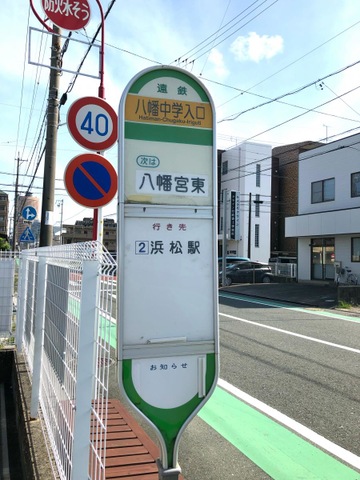 防火水そう
40
遠鉄
八幡中学入口
Hachiman-Chugaku-Iriguti
次は
八幡宮東
行き先
2 浜松駅
お知らせ